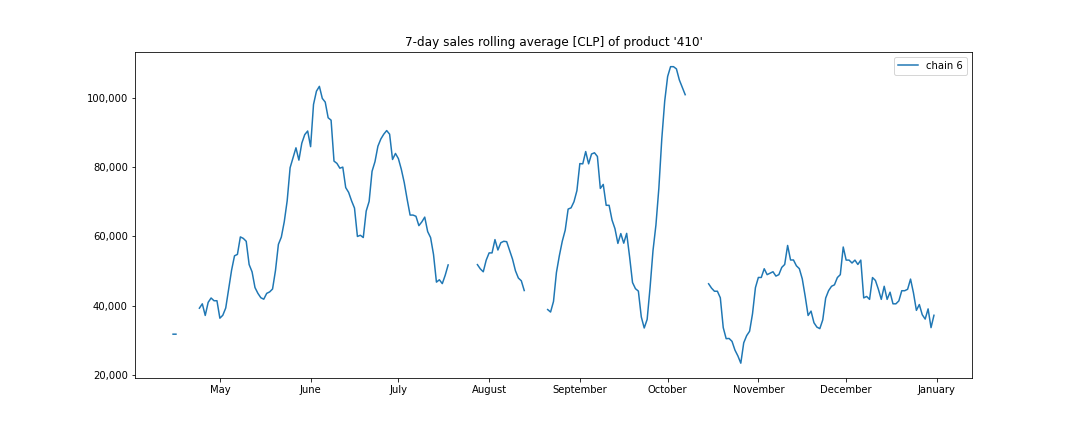 7-day sales rolling average [CLP] of product '410'
chain 6
100,000
80,000
60,000
40,000
20,000
May June July August September October November December January